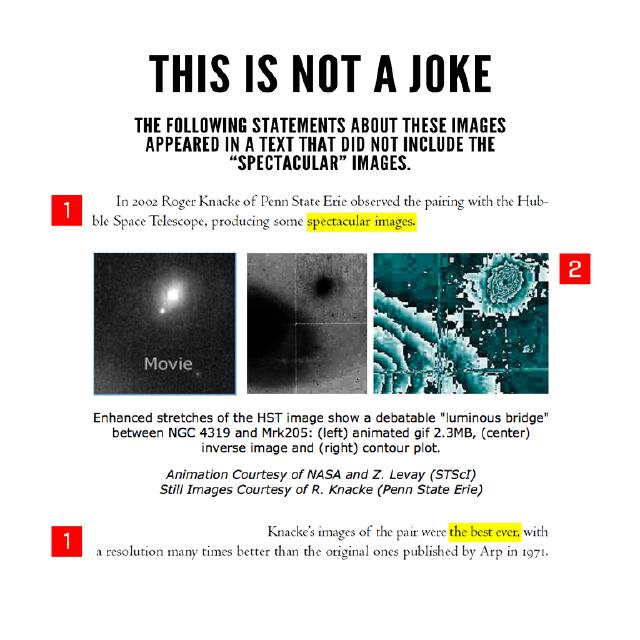 THIS IS NOT A JOKE
THE FOLLOWING STATEMENTS ABOUT THESE IMAGES
APPEARED IN A TEXT THAT DID NOT INCLUDE THE
“SPECTACULAR” IMAGES.
1
In 2002 Roger Knacke of Penn State Erie observed the pairing with the Hub-
ble Space Telescope, producing some spectacular images.
2
Movie
Enhanced stretches of the HST image show a debatable "luminous bridge"
between NGC 4319 and Mrk205: (left) animated gif 2.3MB, (center)
inverse image and (right) contour plot.
Animation Courtesy of NASA and Z. Levay (STScI)
Still Images Courtesy of R. Knacke (Penn State Erie)
1
Knacke's images of the pair were the best ever, with
a resolution many times better than the original ones published by Arp in 1971.